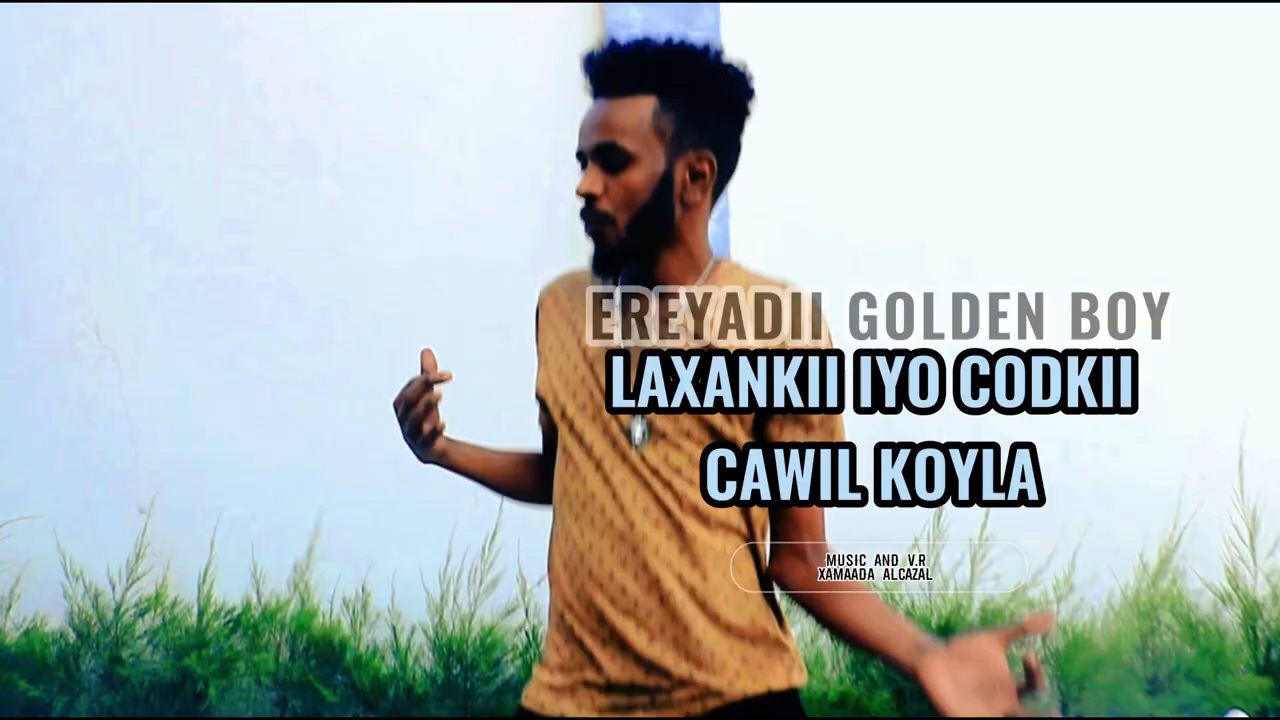 EREYADII GOLDEN BOY
LAXANKII IYO CODKII
CAWIL KOYLA
MUSIC AND V.R
XAMAADA ALCAZAL